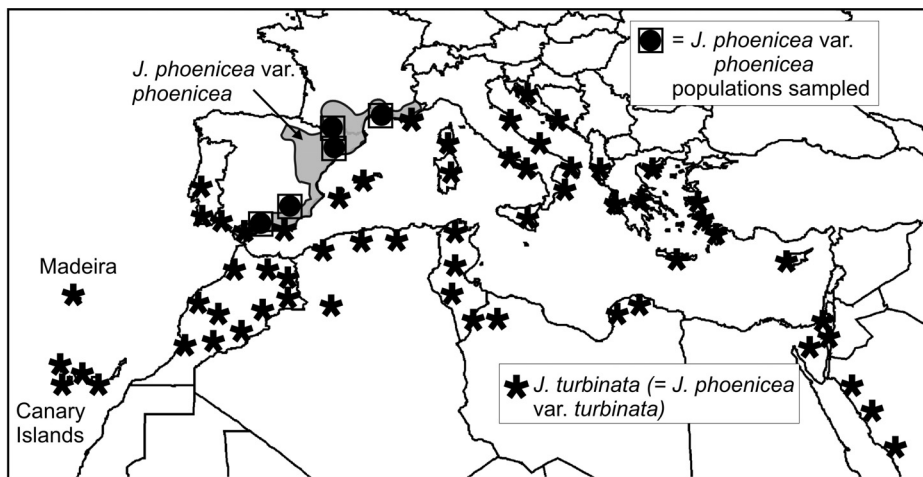 J. phoenicea var.
phoenicea
= J. phoenicea var.
phoenicea
populations sampled
Madeira
Canary
Islands
J. turbinata (= J. phoenicea
var. turbinata)